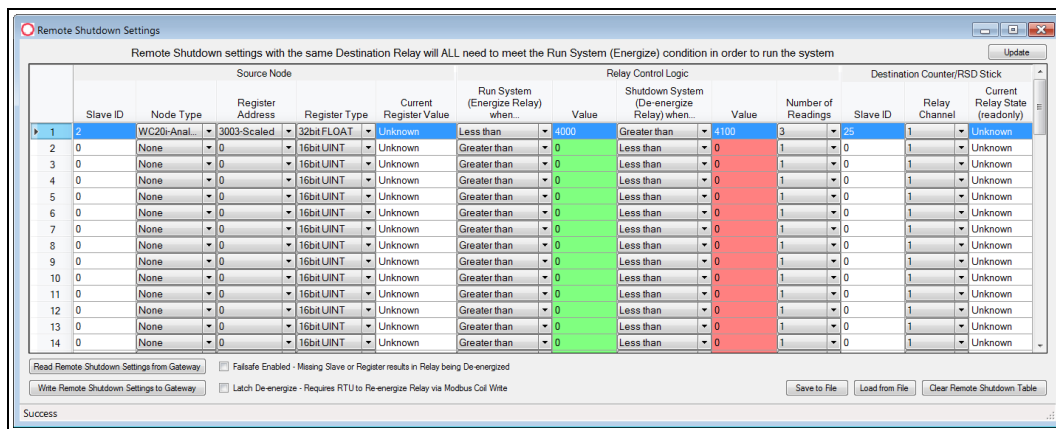 Remote Shutdown Settings
Remote Shutdown settings with the same Destination Relay will ALL need to meet the Run System (Energize) condition in order to run the system
Update
Source Node Relay Control Logic Destination Counter/RSD Stick
Slave ID Node Type Register Address Register Type Current Register Value Run System (Energize Relay) when... Value Shutdown System (De-energize Relay) when... Value Number of Readings Slave ID Relay Channel Current Relay State (readonly)
1 2 WC20i-Anal... 3003-Scaled 32bit FLOAT Unknown Less than 4000 Greater than 4100 3 25 1 Unknown
2 0 None 0 16bit UINT Unknown Greater than 0 Less than 0 1 0 1 Unknown
3 0 None 0 16bit UINT Unknown Greater than 0 Less than 0 1 0 1 Unknown
4 0 None 0 16bit UINT Unknown Greater than 0 Less than 0 1 0 1 Unknown
5 0 None 0 16bit UINT Unknown Greater than 0 Less than 0 1 0 1 Unknown
6 0 None 0 16bit UINT Unknown Greater than 0 Less than 0 1 0 1 Unknown
7 0 None 0 16bit UINT Unknown Greater than 0 Less than 0 1 0 1 Unknown
8 0 None 0 16bit UINT Unknown Greater than 0 Less than 0 1 0 1 Unknown
9 0 None 0 16bit UINT Unknown Greater than 0 Less than 0 1 0 1 Unknown
10 0 None 0 16bit UINT Unknown Greater than 0 Less than 0 1 0 1 Unknown
11 0 None 0 16bit UINT Unknown Greater than 0 Less than 0 1 0 1 Unknown
12 0 None 0 16bit UINT Unknown Greater than 0 Less than 0 1 0 1 Unknown
13 0 None 0 16bit UINT Unknown Greater than 0 Less than 0 1 0 1 Unknown
14 0 None 0 16bit UINT Unknown Greater than 0 Less than 0 1 0 1 Unknown
Read Remote Shutdown Settings from Gateway Failsafe Enabled - Missing Slave or Register results in Relay being De-energized
Write Remote Shutdown Settings to Gateway Latch De-energize - Requires RTU to Re-energize Relay via Modbus Coil Write Save to File Load from File Clear Remote Shutdown Table
Success